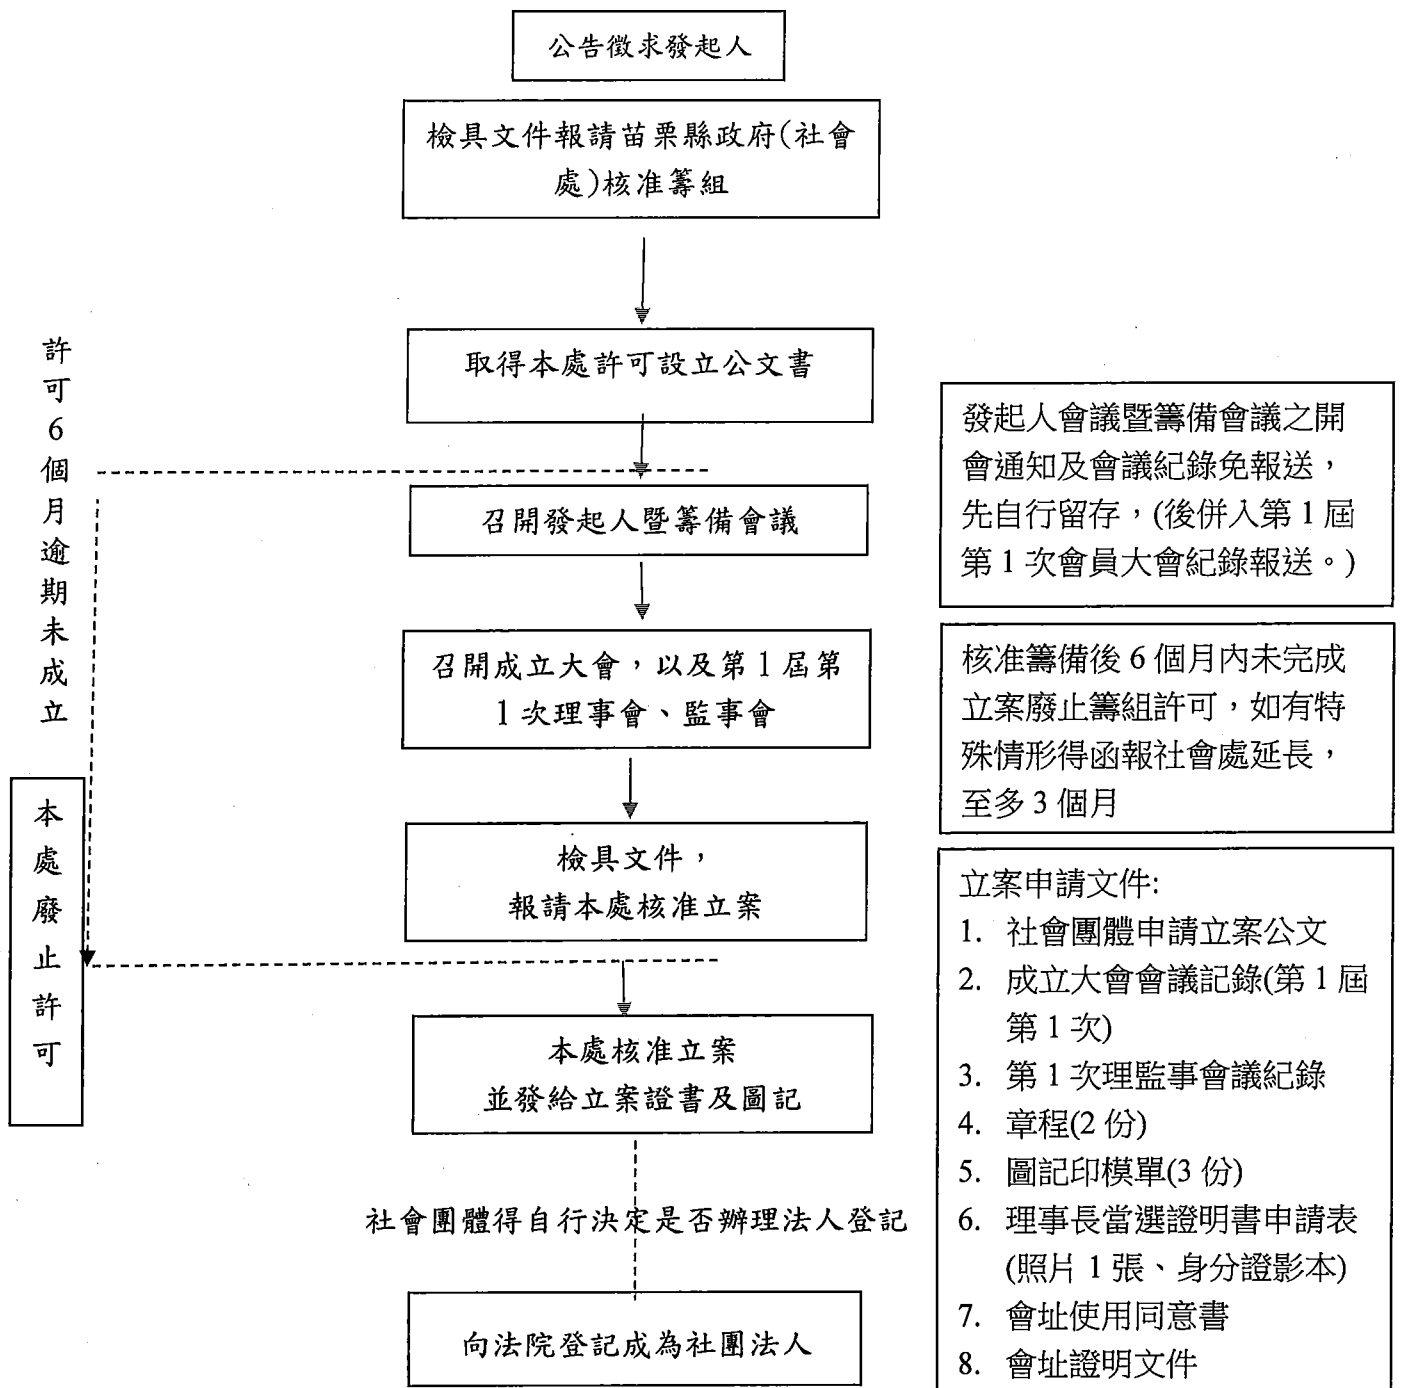 公告徵求發起人
檢具文件報請苗栗縣政府(社會
處)核准籌組
取得本處許可設立公文書
許可6個月逾期未成立
召開發起人暨籌備會議
召開成立大會，以及第1屆第
1次理事會、監事會
本處廢止許可
檢具文件，
報請本處核准立案
本處核准立案
並發給立案證書及圖記
社會團體得自行決定是否辦理法人登記
向法院登記成為社團法人
發起人會議暨籌備會議之開
會通知及會議紀錄免報送，
先自行留存，(後併入第1屆
第1次會員大會紀錄報送。)
核准籌備後6個月內未完成
立案廢止籌組許可，如有特
殊情形得函報社會處延長，
至多3個月
立案申請文件:
1. 社會團體申請立案公文
2. 成立大會會議記錄(第1屆
第1次)
3. 第1次理監事會議紀錄
4. 章程(2份)
5. 圖記印模單(3份)
6. 理事長當選證明書申請表
(照片1張、身分證影本)
7. 會址使用同意書
8. 會址證明文件